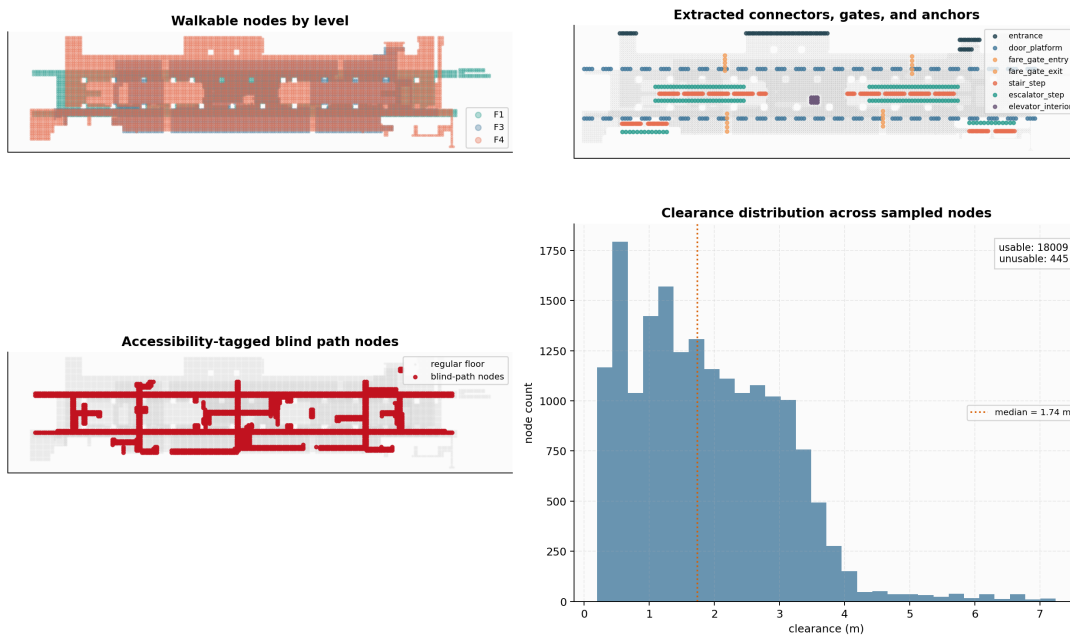 Walkable nodes by level
F1
F3
F4
Extracted connectors, gates, and anchors
entrance
door_platform
fare_gate_entry
fare_gate_exit
stair_step
escalator_step
elevator_interior
Accessibility-tagged blind path nodes
regular floor
blind-path nodes
Clearance distribution across sampled nodes
usable: 18009
unusable: 445
median = 1.74 m
node count
1750
1500
1250
1000
750
500
250
0
0 1 2 3 4 5 6 7
clearance (m)